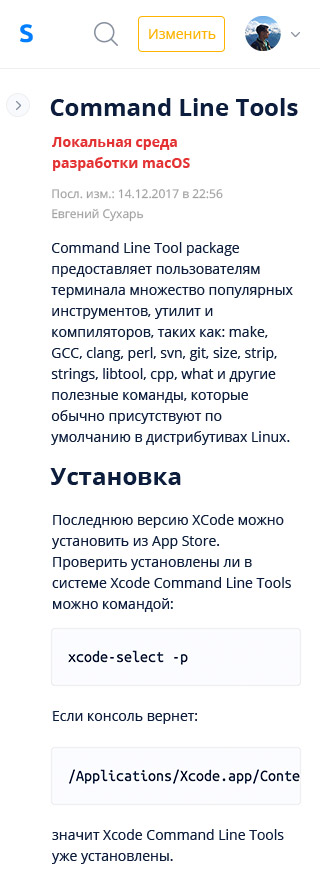 S
Изменить
Command Line Tools
Локальная среда
разработки macOS
Посл. изм.: 14.12.2017 в 22:56
Евгений Сухарь
Command Line Tool package
предоставляет пользователям
терминала множество популярных
инструментов, утилит и
компиляторов, таких как: make,
GCC, clang, perl, svn, git, size, strip,
strings, libtool, cpp, what и другие
полезные команды, которые
обычно присутствуют по
умолчанию в дистрибутивах Linux.
Установка
Последнюю версию XCode можно
установить из App Store.
Проверить установлены ли в
системе Xcode Command Line Tools
можно командой:
xcode-select -p
Если консоль вернет:
/Applications/Xcode.app/Conte
значит Xcode Command Line Tools
уже установлены.